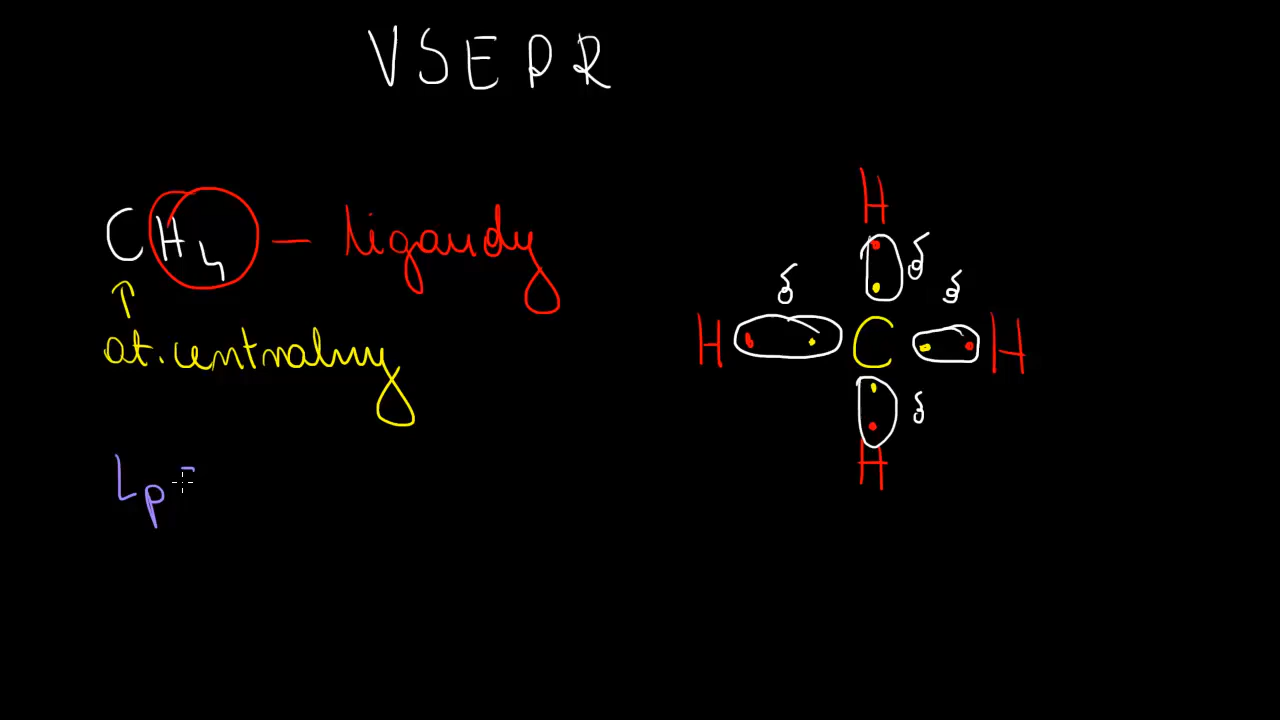 VSEPR
CH4 – ligandy
↑
at. centralny
Lp
H
δ
δ δ
H C H
δ
H